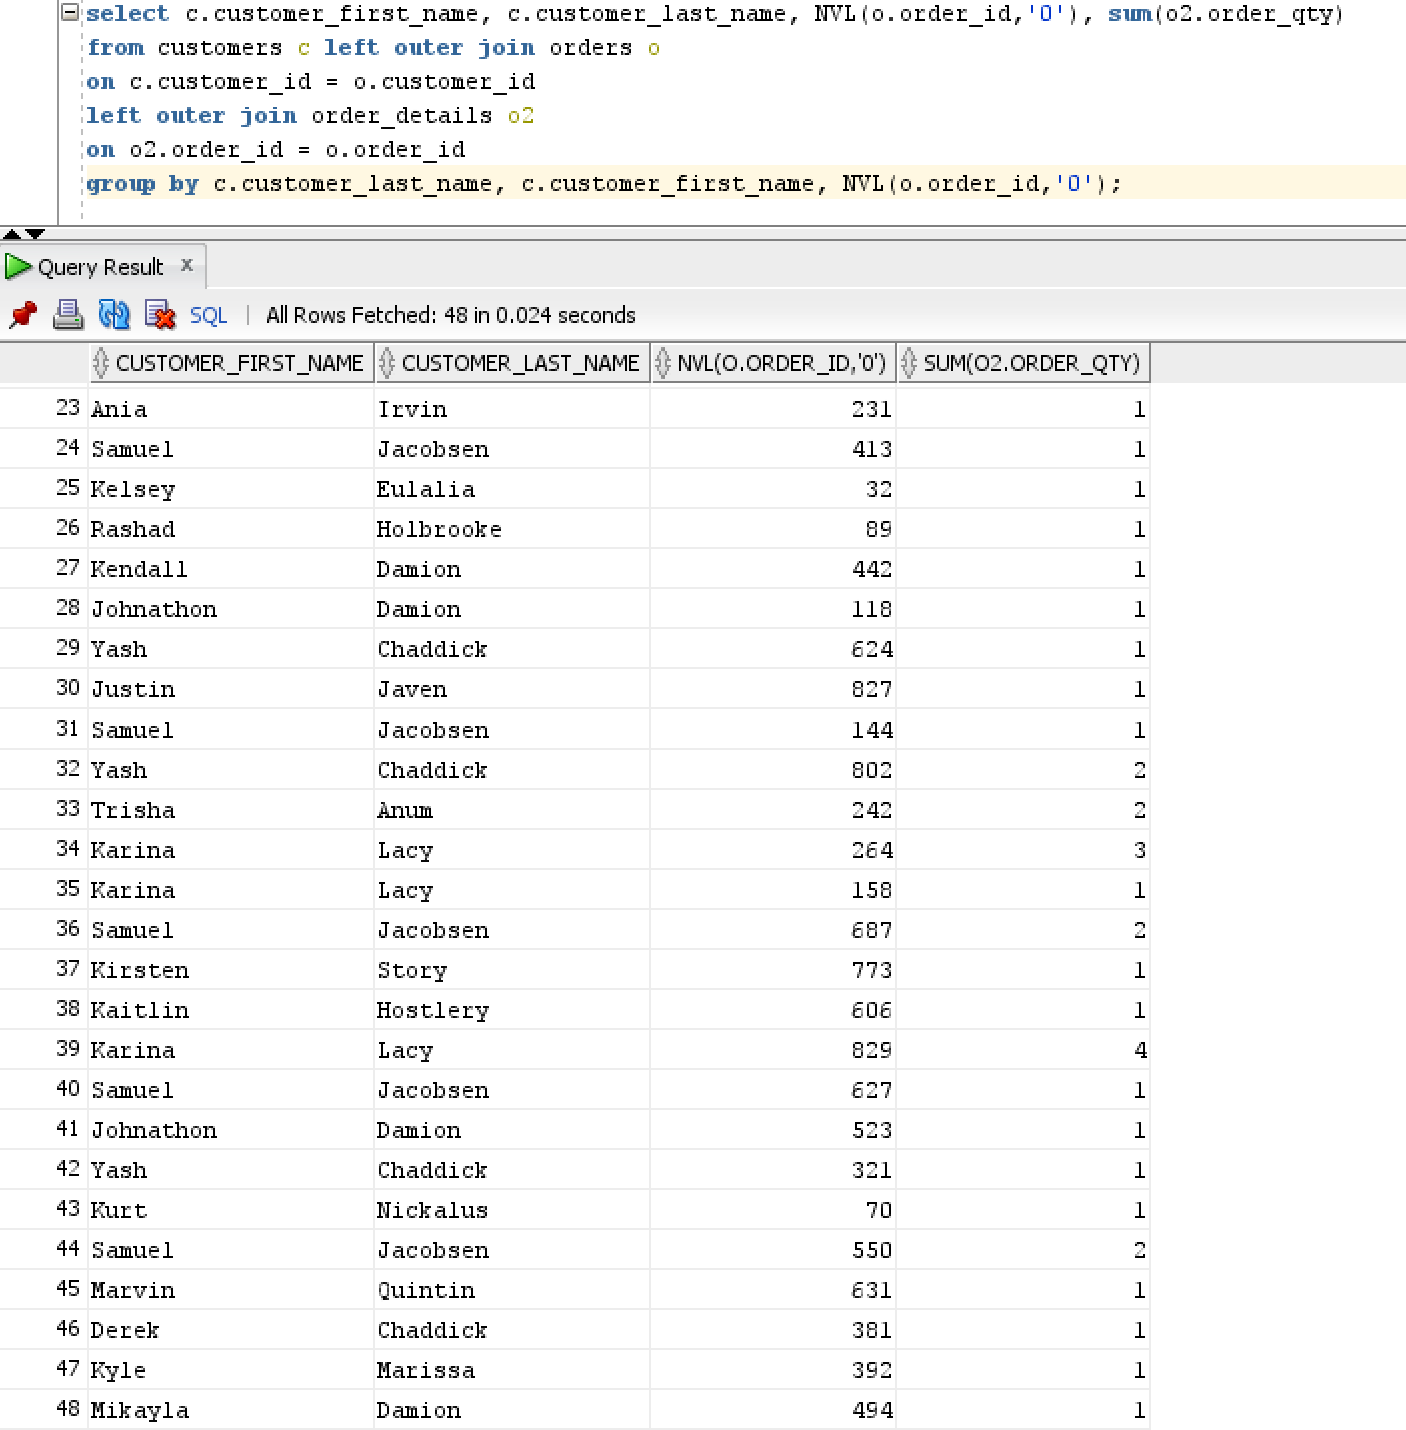 select c.customer_first_name, c.customer_last_name, NVL(o.order_id,'0'), sum(o2.order_qty)
from customers c left outer join orders o
on c.customer_id = o.customer_id
left outer join order_details o2
on o2.order_id = o.order_id
group by c.customer_last_name, c.customer_first_name, NVL(o.order_id,'0');
Query Result x
SQL | All Rows Fetched: 48 in 0.024 seconds
CUSTOMER_FIRST_NAME CUSTOMER_LAST_NAME NVL(O.ORDER_ID,'0') SUM(O2.ORDER_QTY)
23 Ania Irvin 231 1
24 Samuel Jacobsen 413 1
25 Kelsey Eulalia 32 1
26 Rashad Holbrooke 89 1
27 Kendall Damion 442 1
28 Johnathon Damion 118 1
29 Yash Chaddick 624 1
30 Justin Javen 827 1
31 Samuel Jacobsen 144 1
32 Yash Chaddick 802 2
33 Trisha Anum 242 2
34 Karina Lacy 264 3
35 Karina Lacy 158 1
36 Samuel Jacobsen 687 2
37 Kirsten Story 773 1
38 Kaitlin Hostlery 606 1
39 Karina Lacy 829 4
40 Samuel Jacobsen 627 1
41 Johnathon Damion 523 1
42 Yash Chaddick 321 1
43 Kurt Nickalus 70 1
44 Samuel Jacobsen 550 2
45 Marvin Quintin 631 1
46 Derek Chaddick 381 1
47 Kyle Marissa 392 1
48 Mikayla Damion 494 1